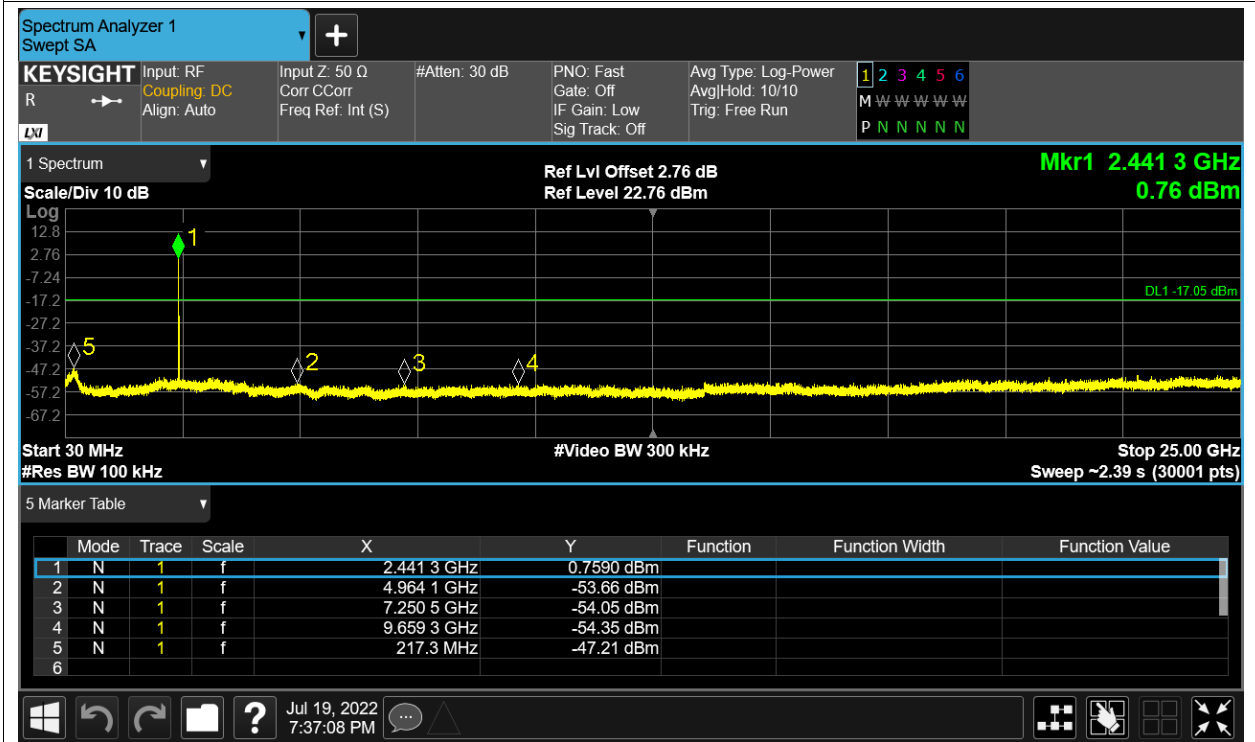 Spectrum Analyzer 1
Swept SA
+
KEYSIGHT Input: RF Input Z: 50 Ω #Atten: 30 dB PNO: Fast Avg Type: Log-Power 1 2 3 4 5 6
R Coupling: DC Corr CCorr Gate: Off Avg|Hold: 10/10 M W W W W W
Align: Auto Freq Ref: Int (S) IF Gain: Low Trig: Free Run
LXI Sig Track: Off P N N N N N
1 Spectrum Ref Lvl Offset 2.76 dB Mkr1 2.441 3 GHz
Scale/Div 10 dB Ref Level 22.76 dBm 0.76 dBm
Log
12.8
1
2.76
-7.24
DL1 -17.05 dBm
-17.2
-27.2
-37.2
5
2 3 4
-47.2
-57.2
-67.2
Start 30 MHz #Video BW 300 kHz Stop 25.00 GHz
#Res BW 100 kHz Sweep ~2.39 s (30001 pts)
5 Marker Table
Mode Trace Scale X Y Function Function Width Function Value
1 N 1 f 2.441 3 GHz 0.7590 dBm
2 N 1 f 4.964 1 GHz -53.66 dBm
3 N 1 f 7.250 5 GHz -54.05 dBm
4 N 1 f 9.659 3 GHz -54.35 dBm
5 N 1 f 217.3 MHz -47.21 dBm
6
? Jul 19, 2022
7:37:08 PM